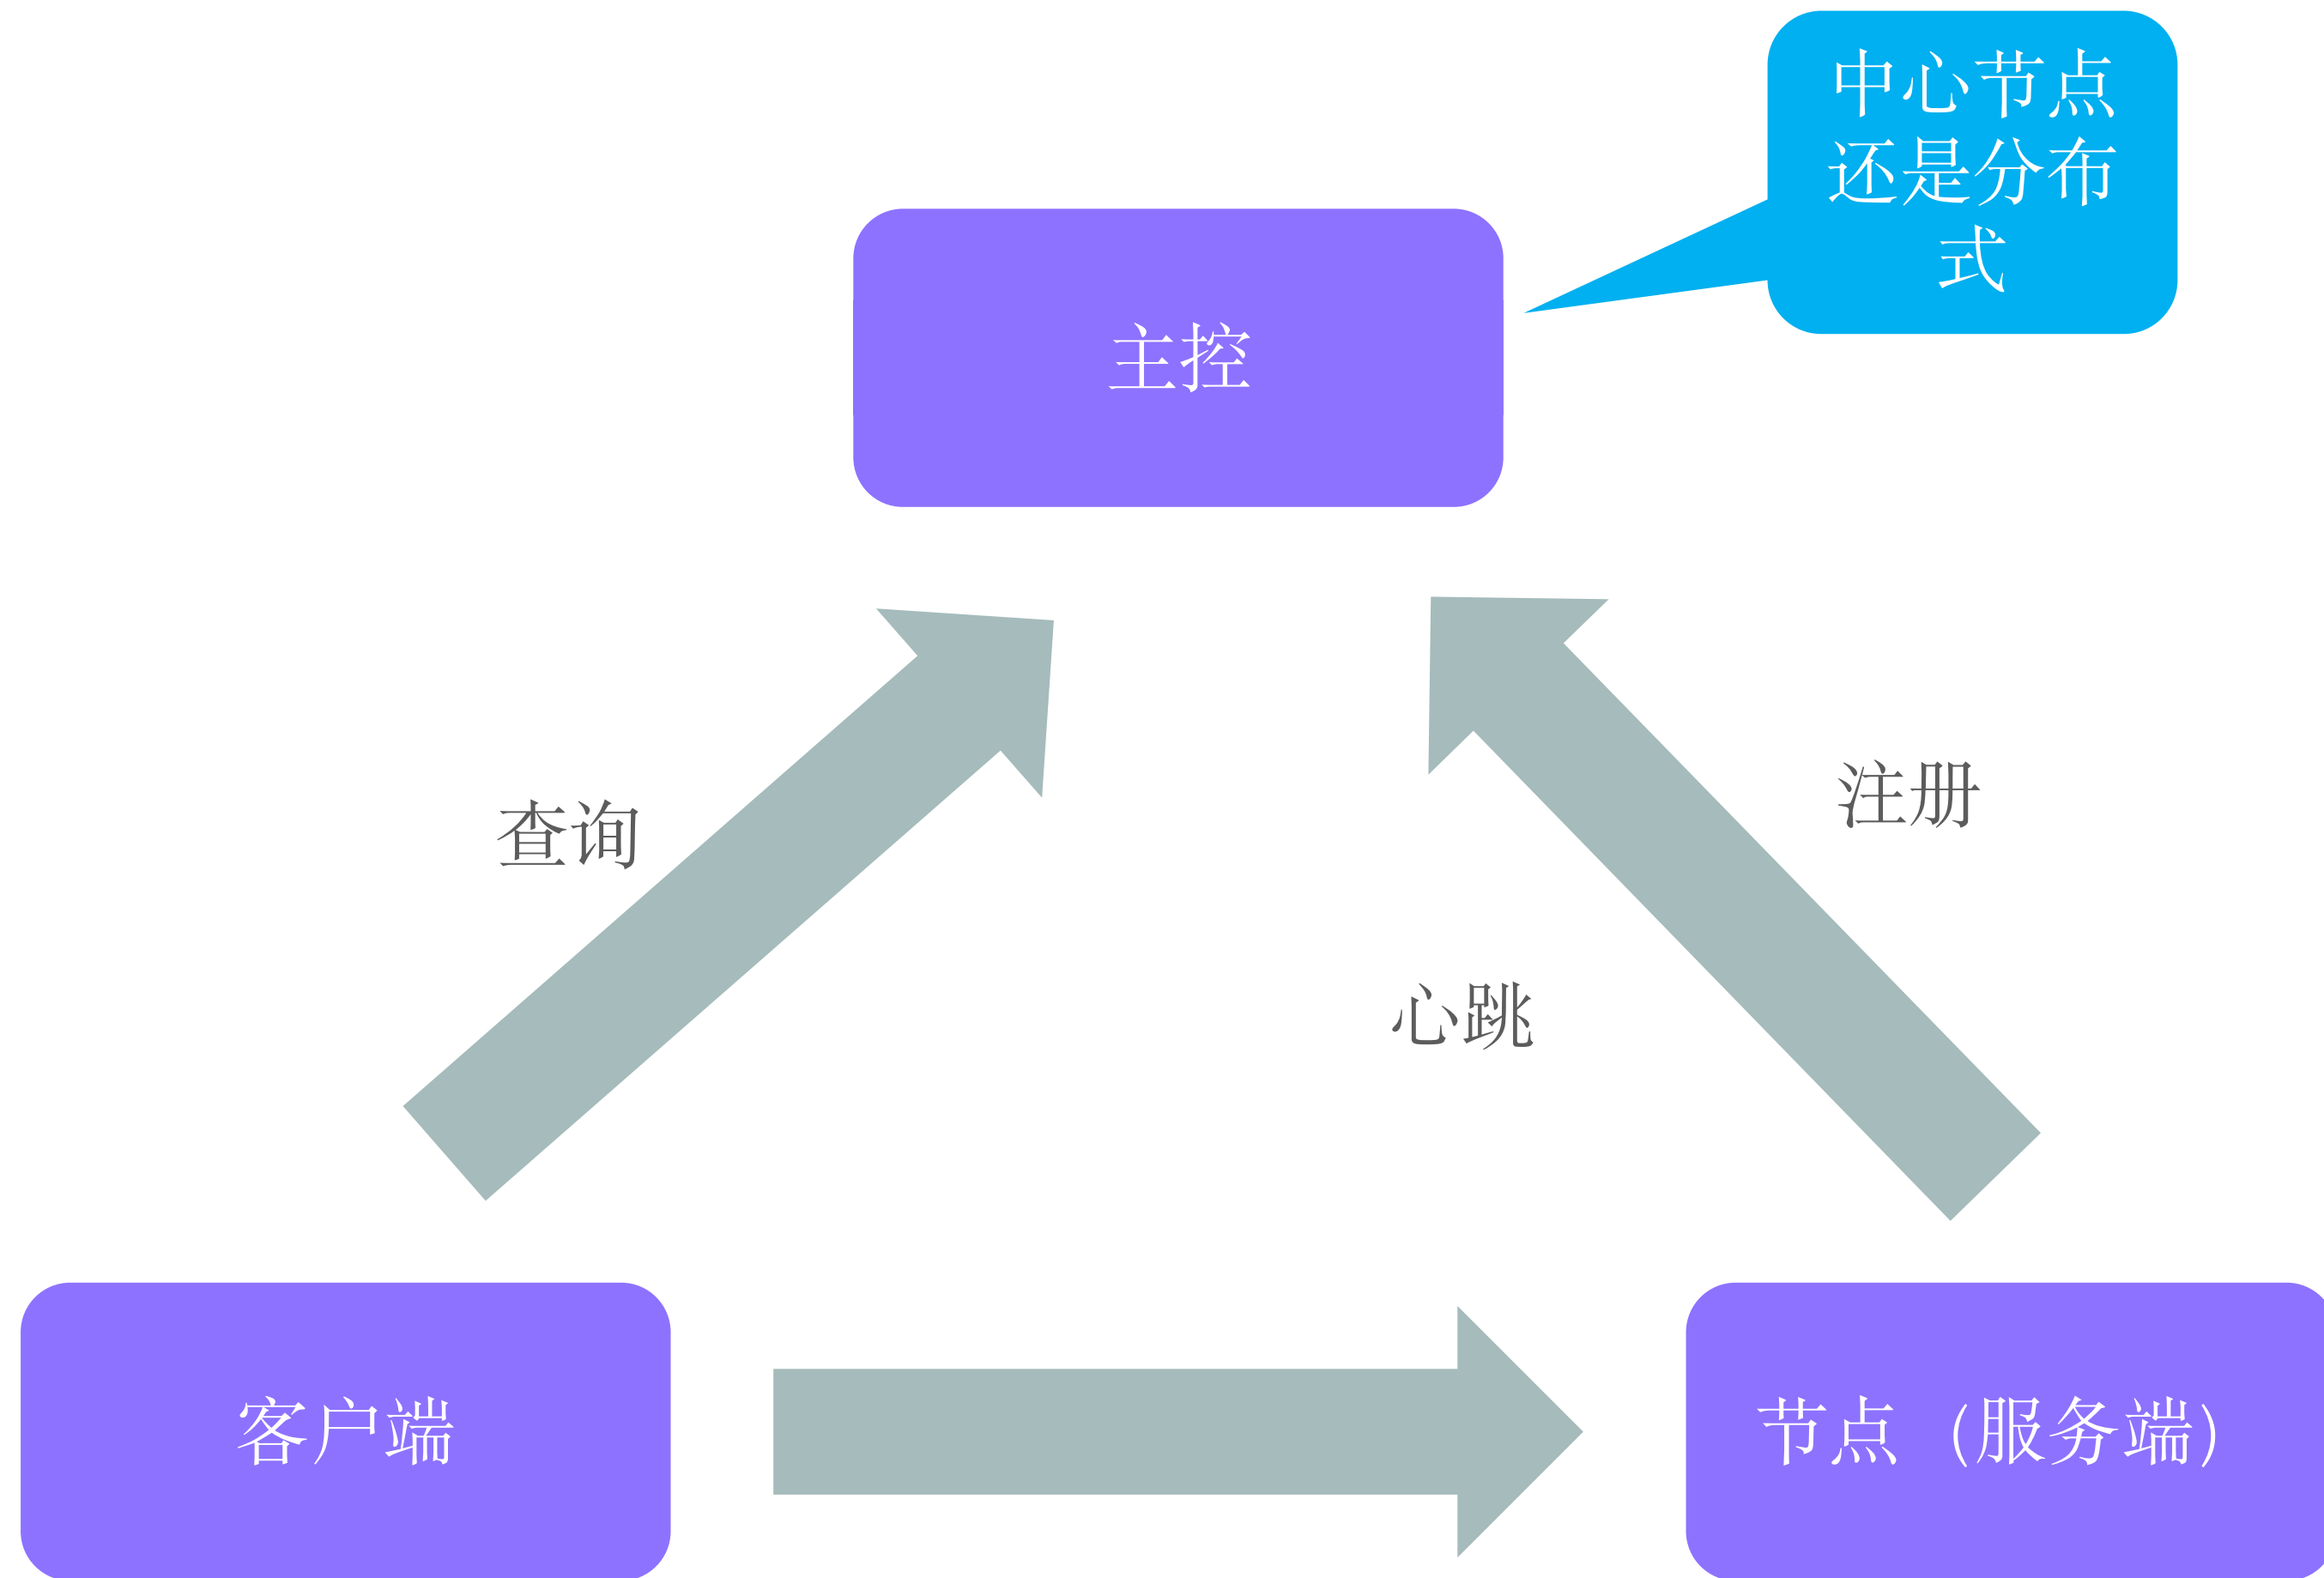 中心节点
还是分布
式
主控
查询
注册
心跳
客户端
节点（服务端）